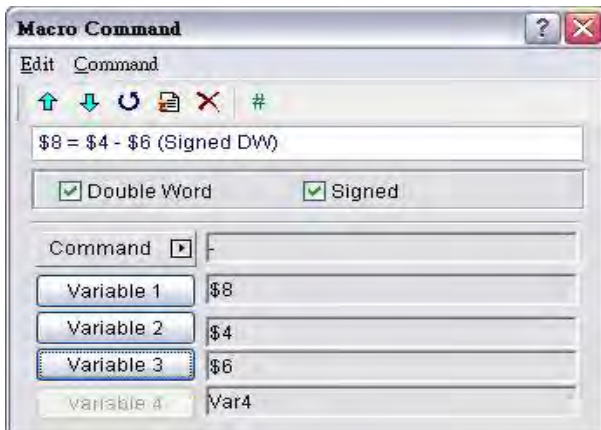 Macro Command
Edit Command
#
$8 = $4 - $6 (Signed DW)
Double Word Signed
Command -
Variable 1 $8
Variable 2 $4
Variable 3 $6
Variable 4 Var4